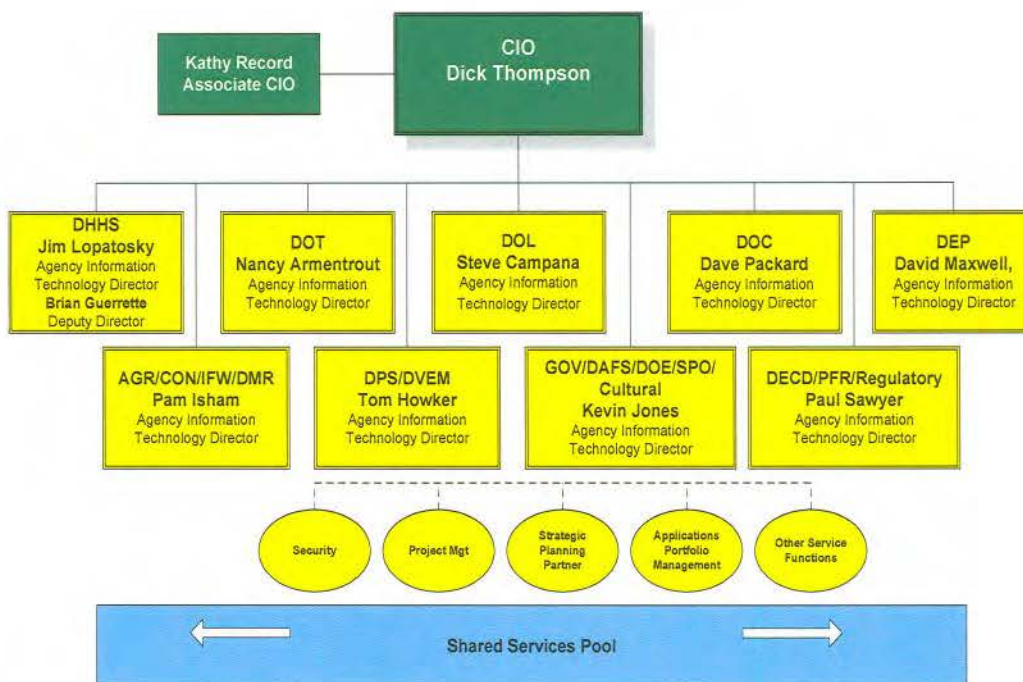 CIO
Dick Thompson
Kathy Record
Associate CIO
DHHS
Jim Lopatosky
Agency Information
Technology Director
Brian Guerrette
Deputy Director
DOT
Nancy Armentrout
Agency Information
Technology Director
DOL
Steve Campana
Agency Information
Technology Director
DOC
Dave Packard
Agency Information
Technology Director
DEP
David Maxwell,
Agency Information
Technology Director
AGR/CON/IFW/DMR
Pam Isham
Agency Information
Technology Director
DPS/DVEM
Tom Howker
Agency Information
Technology Director
GOV/DAFS/DOE/SPO/
Cultural
Kevin Jones
Agency Information
Technology Director
DECD/PFR/Regulatory
Paul Sawyer
Agency Information
Technology Director
Security
Project Mgt
Strategic
Planning
Partner
Applications
Portfolio
Management
Other Service
Functions
Shared Services Pool